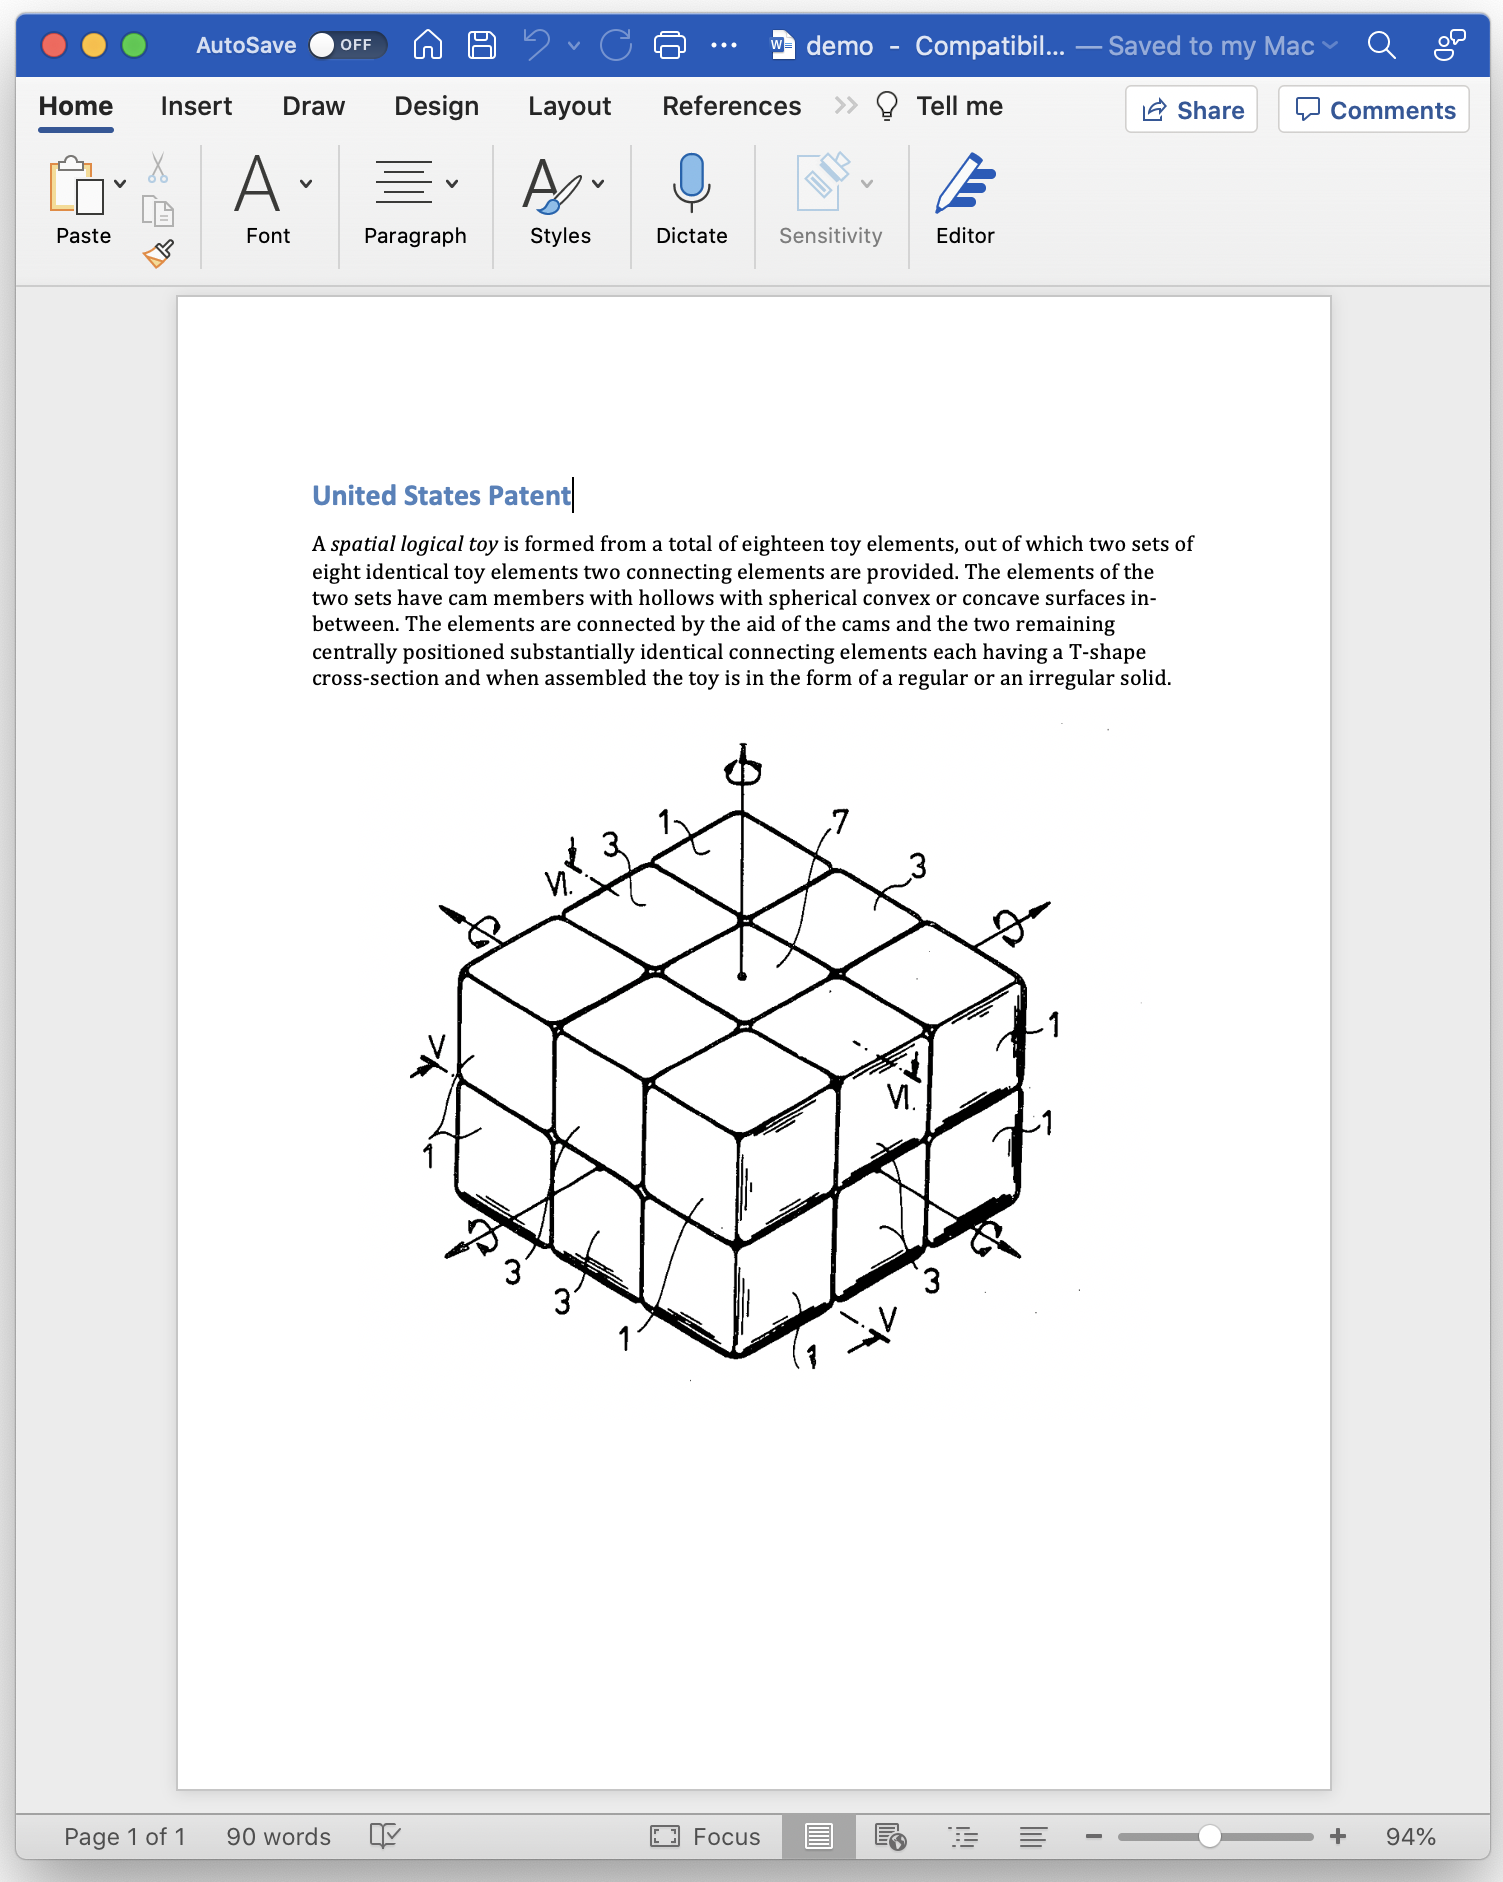 AutoSave OFF demo - Compatibil... — Saved to my Mac
Home Insert Draw Design Layout References Tell me Share Comments
Paste Font Paragraph Styles Dictate Sensitivity Editor
United States Patent
A spatial logical toy is formed from a total of eighteen toy elements, out of which two sets of
eight identical toy elements two connecting elements are provided. The elements of the
two sets have cam members with hollows with spherical convex or concave surfaces in-
between. The elements are connected by the aid of the cams and the two remaining
centrally positioned substantially identical connecting elements each having a T-shape
cross-section and when assembled the toy is in the form of a regular or an irregular solid.
1 7
3 3
VI.
V 1
VI.
1 1
3 3
3
1 V
1
Page 1 of 1 90 words Focus 94%